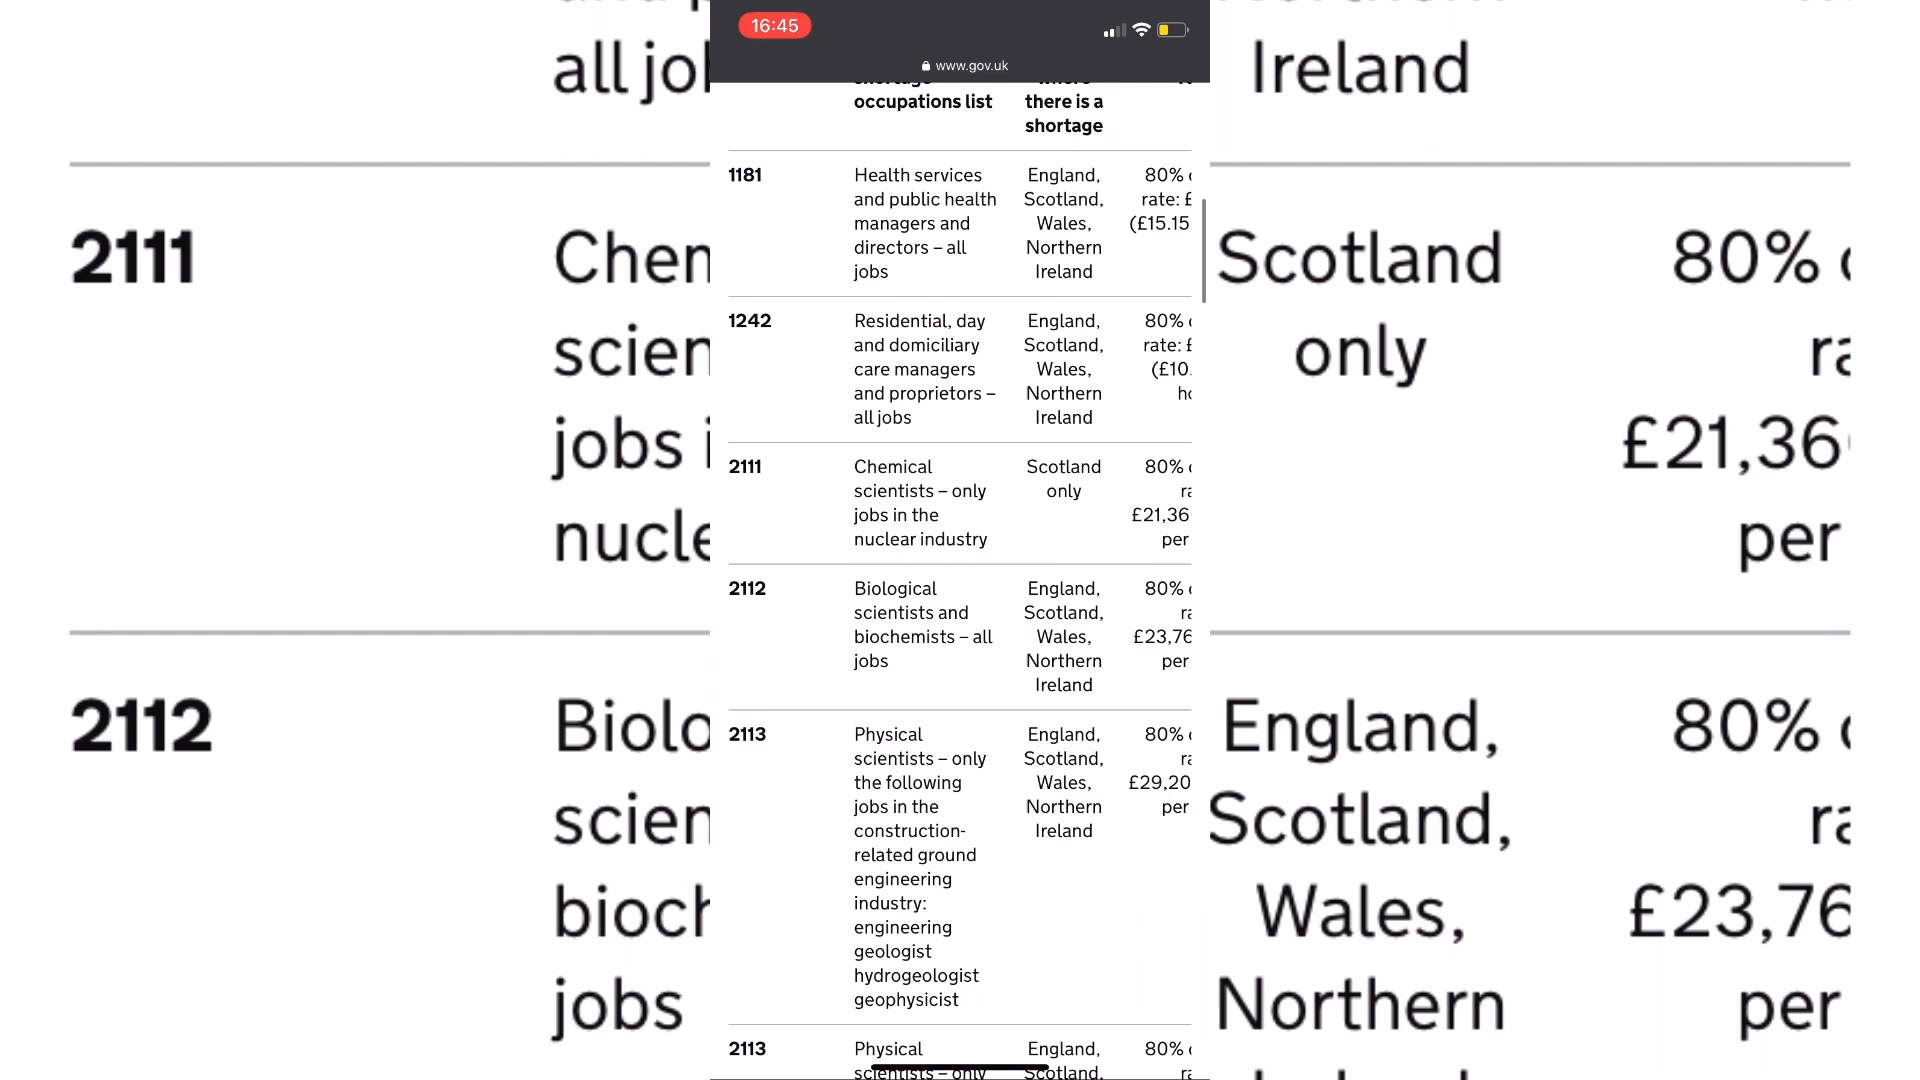 16:45
www.gov.uk
occupations list
there is a
shortage
1181
Health services
and public health
managers and
directors – all
jobs
England,
Scotland,
Wales,
Northern
Ireland
80%
rate: £
(£15.15
1242
Residential, day
and domiciliary
care managers
and proprietors –
all jobs
England,
Scotland,
Wales,
Northern
Ireland
80%
rate: £
(£10.
2111
Chemical
scientists – only
jobs in the
nuclear industry
Scotland
only
80%
£21,36
per
2112
Biological
scientists and
biochemists – all
jobs
England,
Scotland,
Wales,
Northern
Ireland
80%
£23,76
per
2113
Physical
scientists – only
the following
jobs in the
construction-
related ground
engineering
industry:
engineering
geologist
hydrogeologist
geophysicist
England,
Scotland,
Wales,
Northern
Ireland
80%
£29,20
per
2113
Physical
scientists – only
England,
Scotland,
80%
all jo
Ireland
2111
Chem
scien
jobs i
nucle
Scotland
only
80%
ra
£21,36
per
2112
Biolo
scien
bioch
jobs
England,
Scotland,
Wales,
Northern
80%
ra
£23,76
per